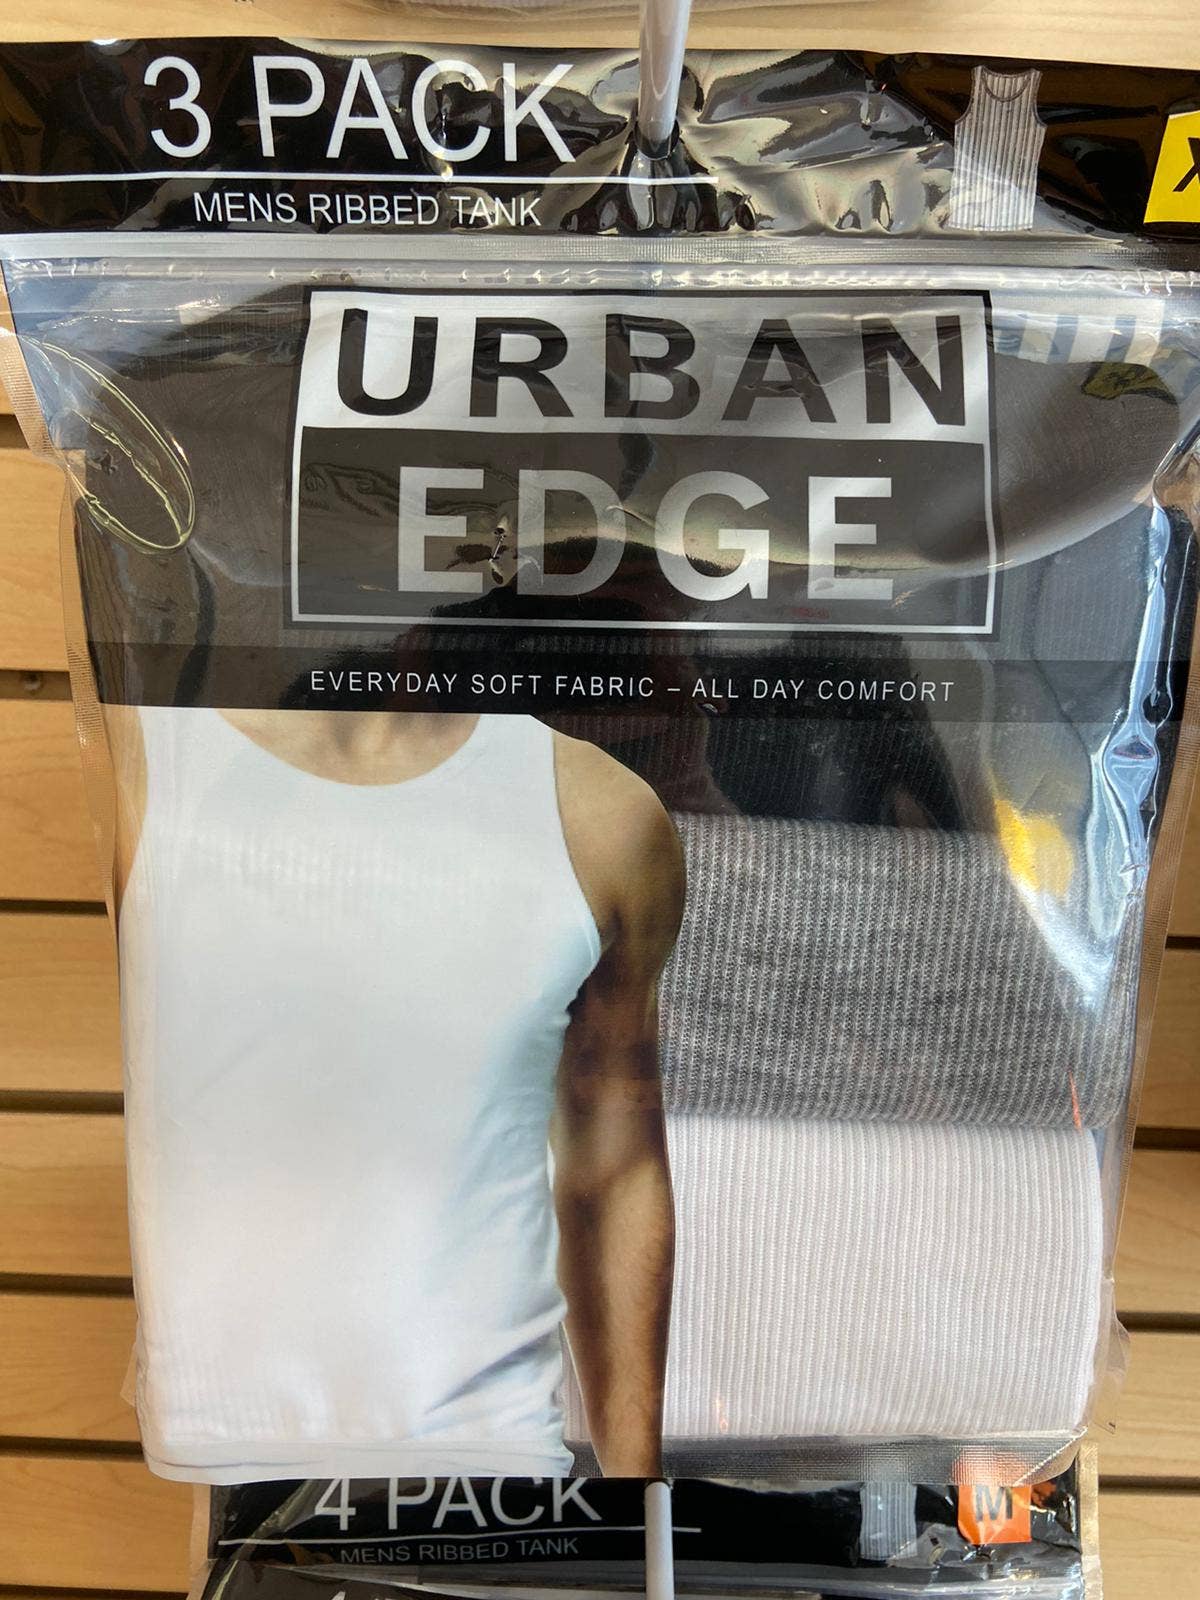 3 PACK
MENS RIBBED TANK
X
URBAN
EDGE
EVERYDAY SOFT FABRIC – ALL DAY COMFORT
4 PACK
M
MENS RIBBED TANK